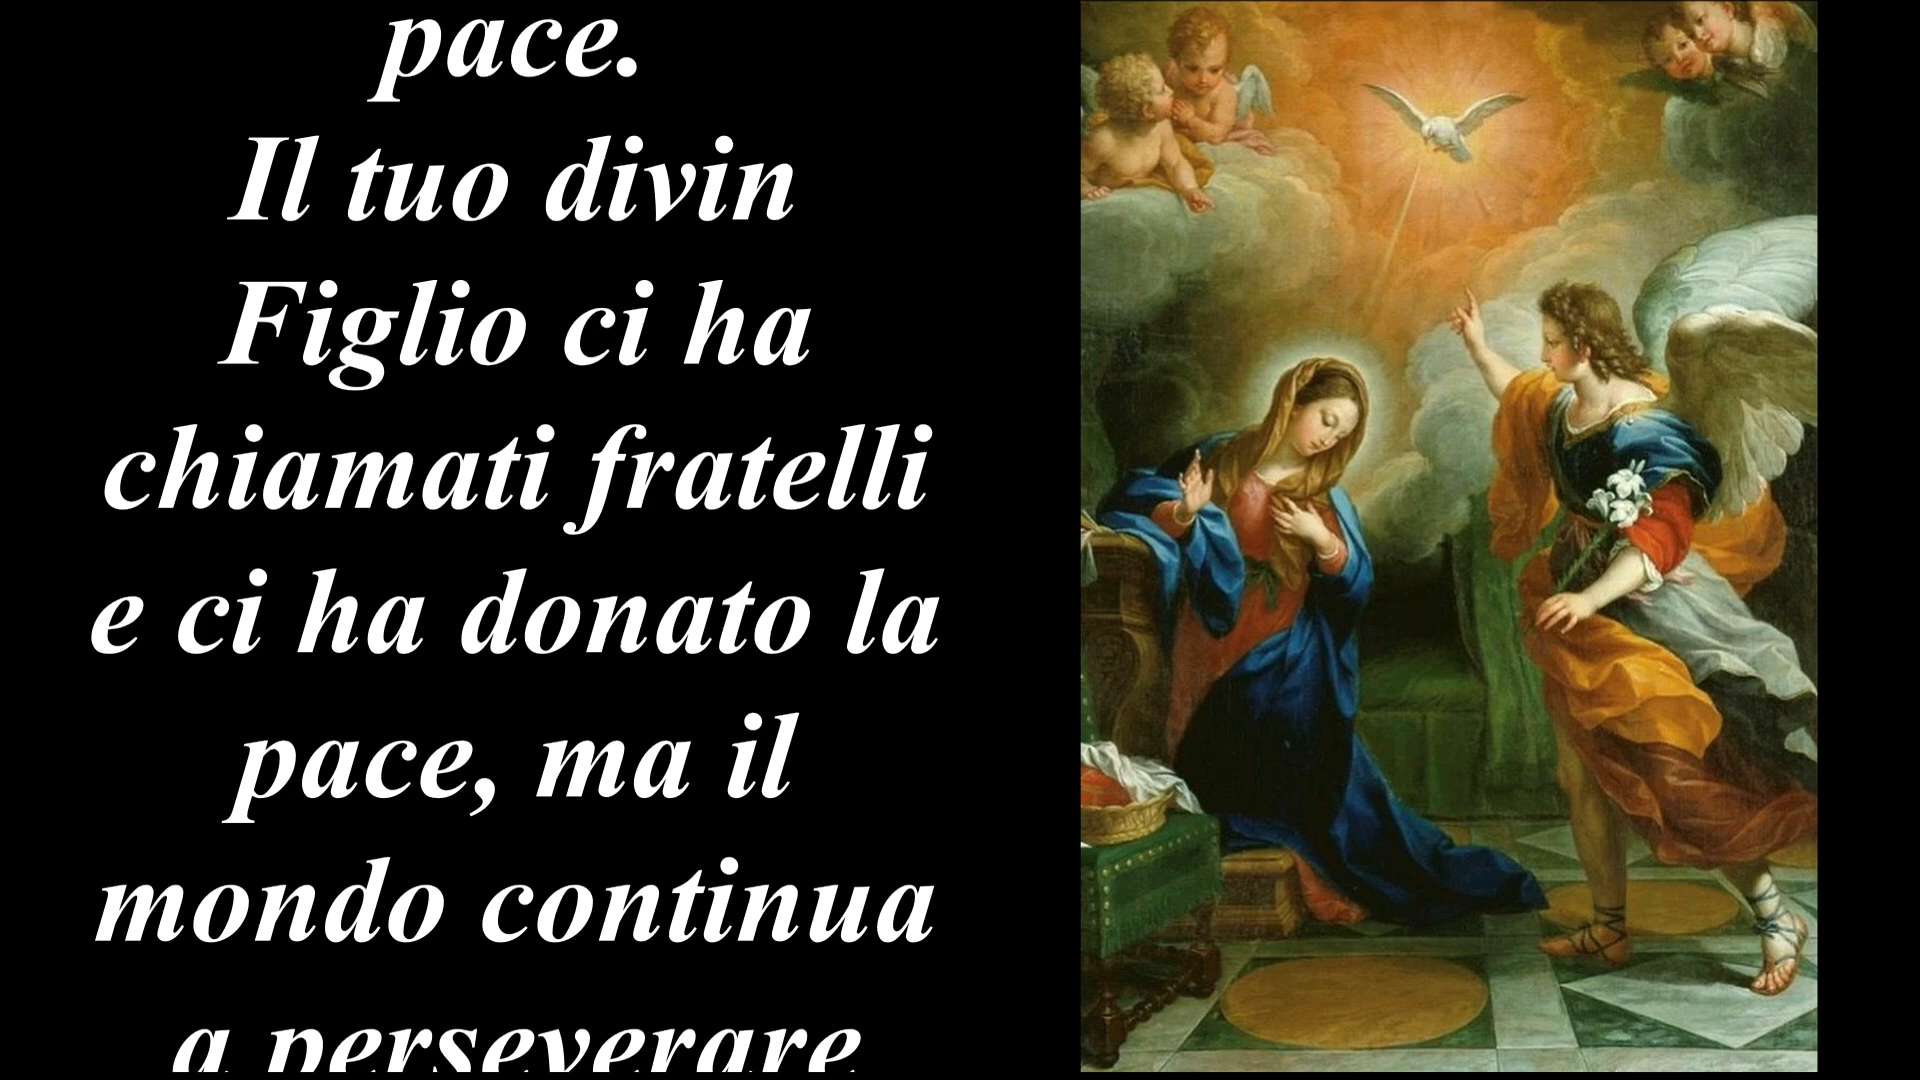 pace.
Il tuo divin
Figlio ci ha
chiamati fratelli
e ci ha donato la
pace, ma il
mondo continua
a perseverare